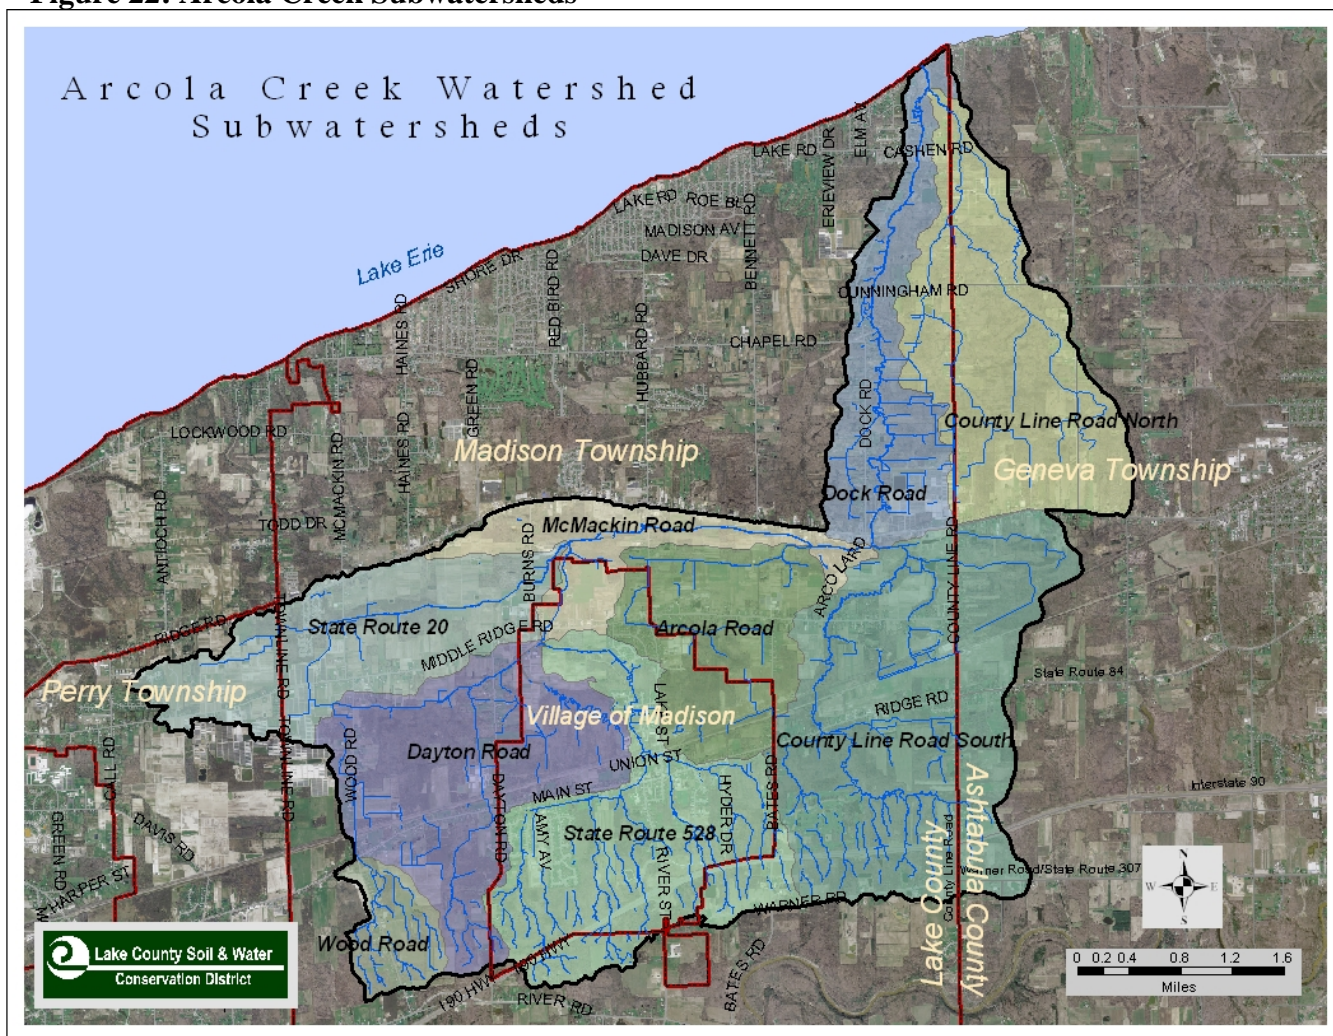 Figure 22: Arcola Creek Subwatersheds
Arcola Creek Watershed
Subwatersheds
Lake Erie
LAKE RD
ELM AV
CASHEN RD
ERIEVIEW DR
LAKE RD
ROE BL
MADISON AV
DAVE DR
BENNETT RD
SHORE DR
RED BIRD RD
HAINES RD
CUNNINGHAM RD
HUBBARD RD
CHAPEL RD
GREEN RD
DOCK RD
LOCKWOOD RD
MCMACKIN RD
HAINES RD
Madison Township
County Line Road North
Geneva Township
ANTIOCH RD
TODD DR
McMackin Road
Dock Road
COUNTY LINE RD
BURNS RD
ARCOLA RD
RIDGE RD
TOWN LINE RD
State Route 20
MIDDLE RIDGE RD
Arcola Road
State Route 84
Perry Township
Village of Madison
LAKE ST
RIDGE RD
TOWN LINE RD
WOOD RD
Dayton Road
UNION ST
County Line Road South
CALL RD
DAYTON RD
MAIN ST
HYDER DR
BATES RD
Interstate 90
GREEN RD
DAVIS RD
AMY AV
State Route 528
RIVER ST
Lake County
County Line Road
Ashtabula County
Warner Road/State Route 307
HARPER ST
WARNER RD
Wood Road
I 90 HWY
I 90 HWY
RIVER RD
BATES RD
Lake County Soil & Water
Conservation District
N
W E
S
0 0.2 0.4 0.8 1.2 1.6
Miles